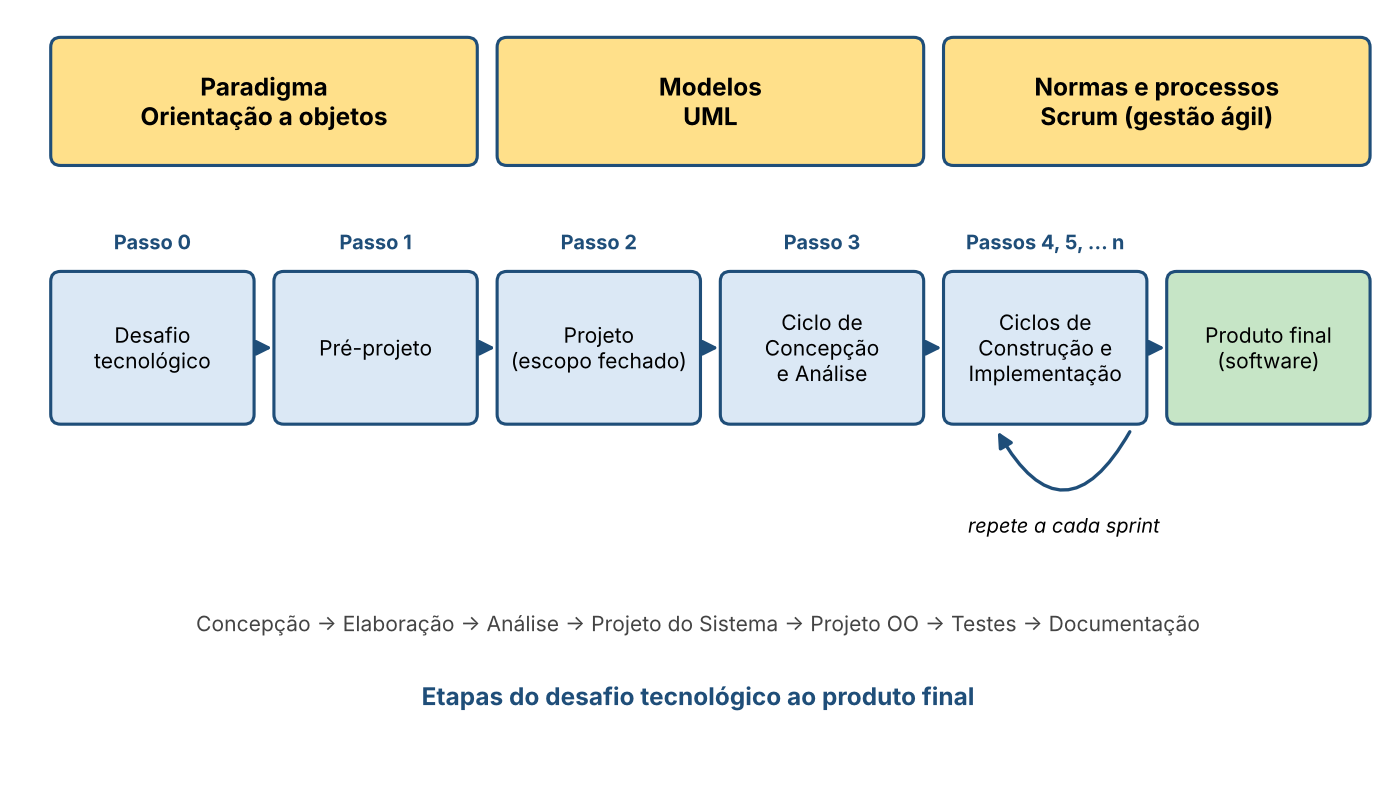 Paradigma
Orientação a objetos
Modelos
UML
Normas e processos
Scrum (gestão ágil)
Passo 0
Passo 1
Passo 2
Passo 3
Passos 4, 5, ... n
Desafio
tecnológico
Pré-projeto
Projeto
(escopo fechado)
Ciclo de
Concepção
e Análise
Ciclos de
Construção e
Implementação
Produto final
(software)
repete a cada sprint
Concepção → Elaboração → Análise → Projeto do Sistema → Projeto OO → Testes → Documentação
Etapas do desafio tecnológico ao produto final